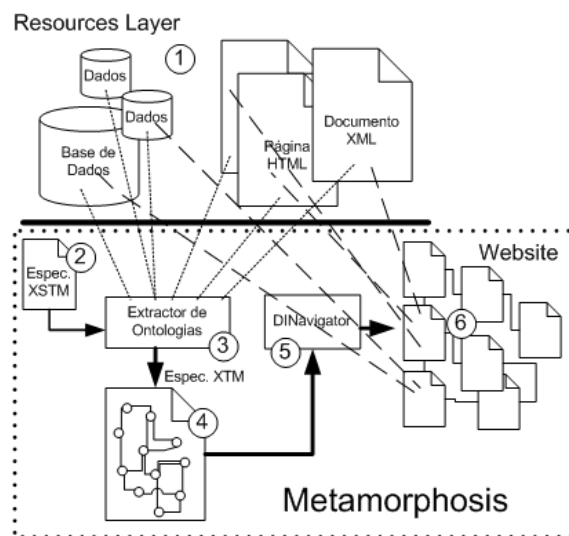 Resources Layer
1
Dados
Dados
Base de
Dados
Página
HTML
Documento
XML
2
Espec.
XSTM
Extractor de
Ontologias
3
Espec. XTM
4
DINavigator
5
Website
6
Metamorphosis